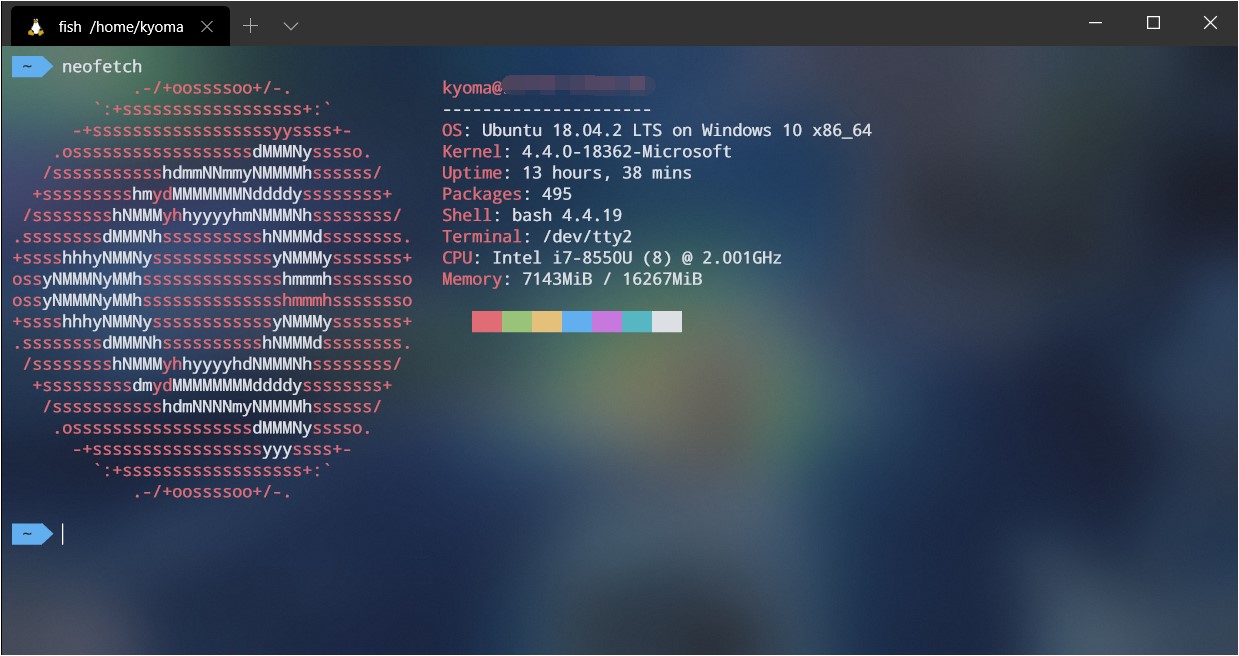 fish /home/kyoma
~ neofetch
.-/+oossssoo+/-.
`:+ssssssssssssssssss+:`
-+ssssssssssssssssssyyssss+-
.ossssssssssssssssssdMMMNysssso.
/ssssssssssshdmmNNmmyNMMMMhssssss/
+ssssssssshmydMMMMMMMNddddyssssssss+
/sssssssshNMMMyhhyyyyhmNMMMNhssssssss/
.ssssssssdMMMNhsssssssssshNMMMdssssssss.
+sssshhhyNMMNyssssssssssssyNMMMysssssss+
ossyNMMMNyMMhsssssssssssssshmmmhssssssso
ossyNMMMNyMMhsssssssssssssshmmmhssssssso
+sssshhhyNMMNyssssssssssssyNMMMysssssss+
.ssssssssdMMMNhsssssssssshNMMMdssssssss.
/sssssssshNMMMyhhyyyyhdNMMMNhssssssss/
+sssssssssdmydMMMMMMMMddddyssssssss+
/ssssssssssshdmNNNNmyNMMMMhssssss/
.ossssssssssssssssssdMMMNysssso.
-+sssssssssssssssssyyyssss+-
`:+ssssssssssssssssss+:`
.-/+oossssoo+/-.
kyoma@
---------------------
OS: Ubuntu 18.04.2 LTS on Windows 10 x86_64
Kernel: 4.4.0-18362-Microsoft
Uptime: 13 hours, 38 mins
Packages: 495
Shell: bash 4.4.19
Terminal: /dev/tty2
CPU: Intel i7-8550U (8) @ 2.001GHz
Memory: 7143MiB / 16267MiB
~